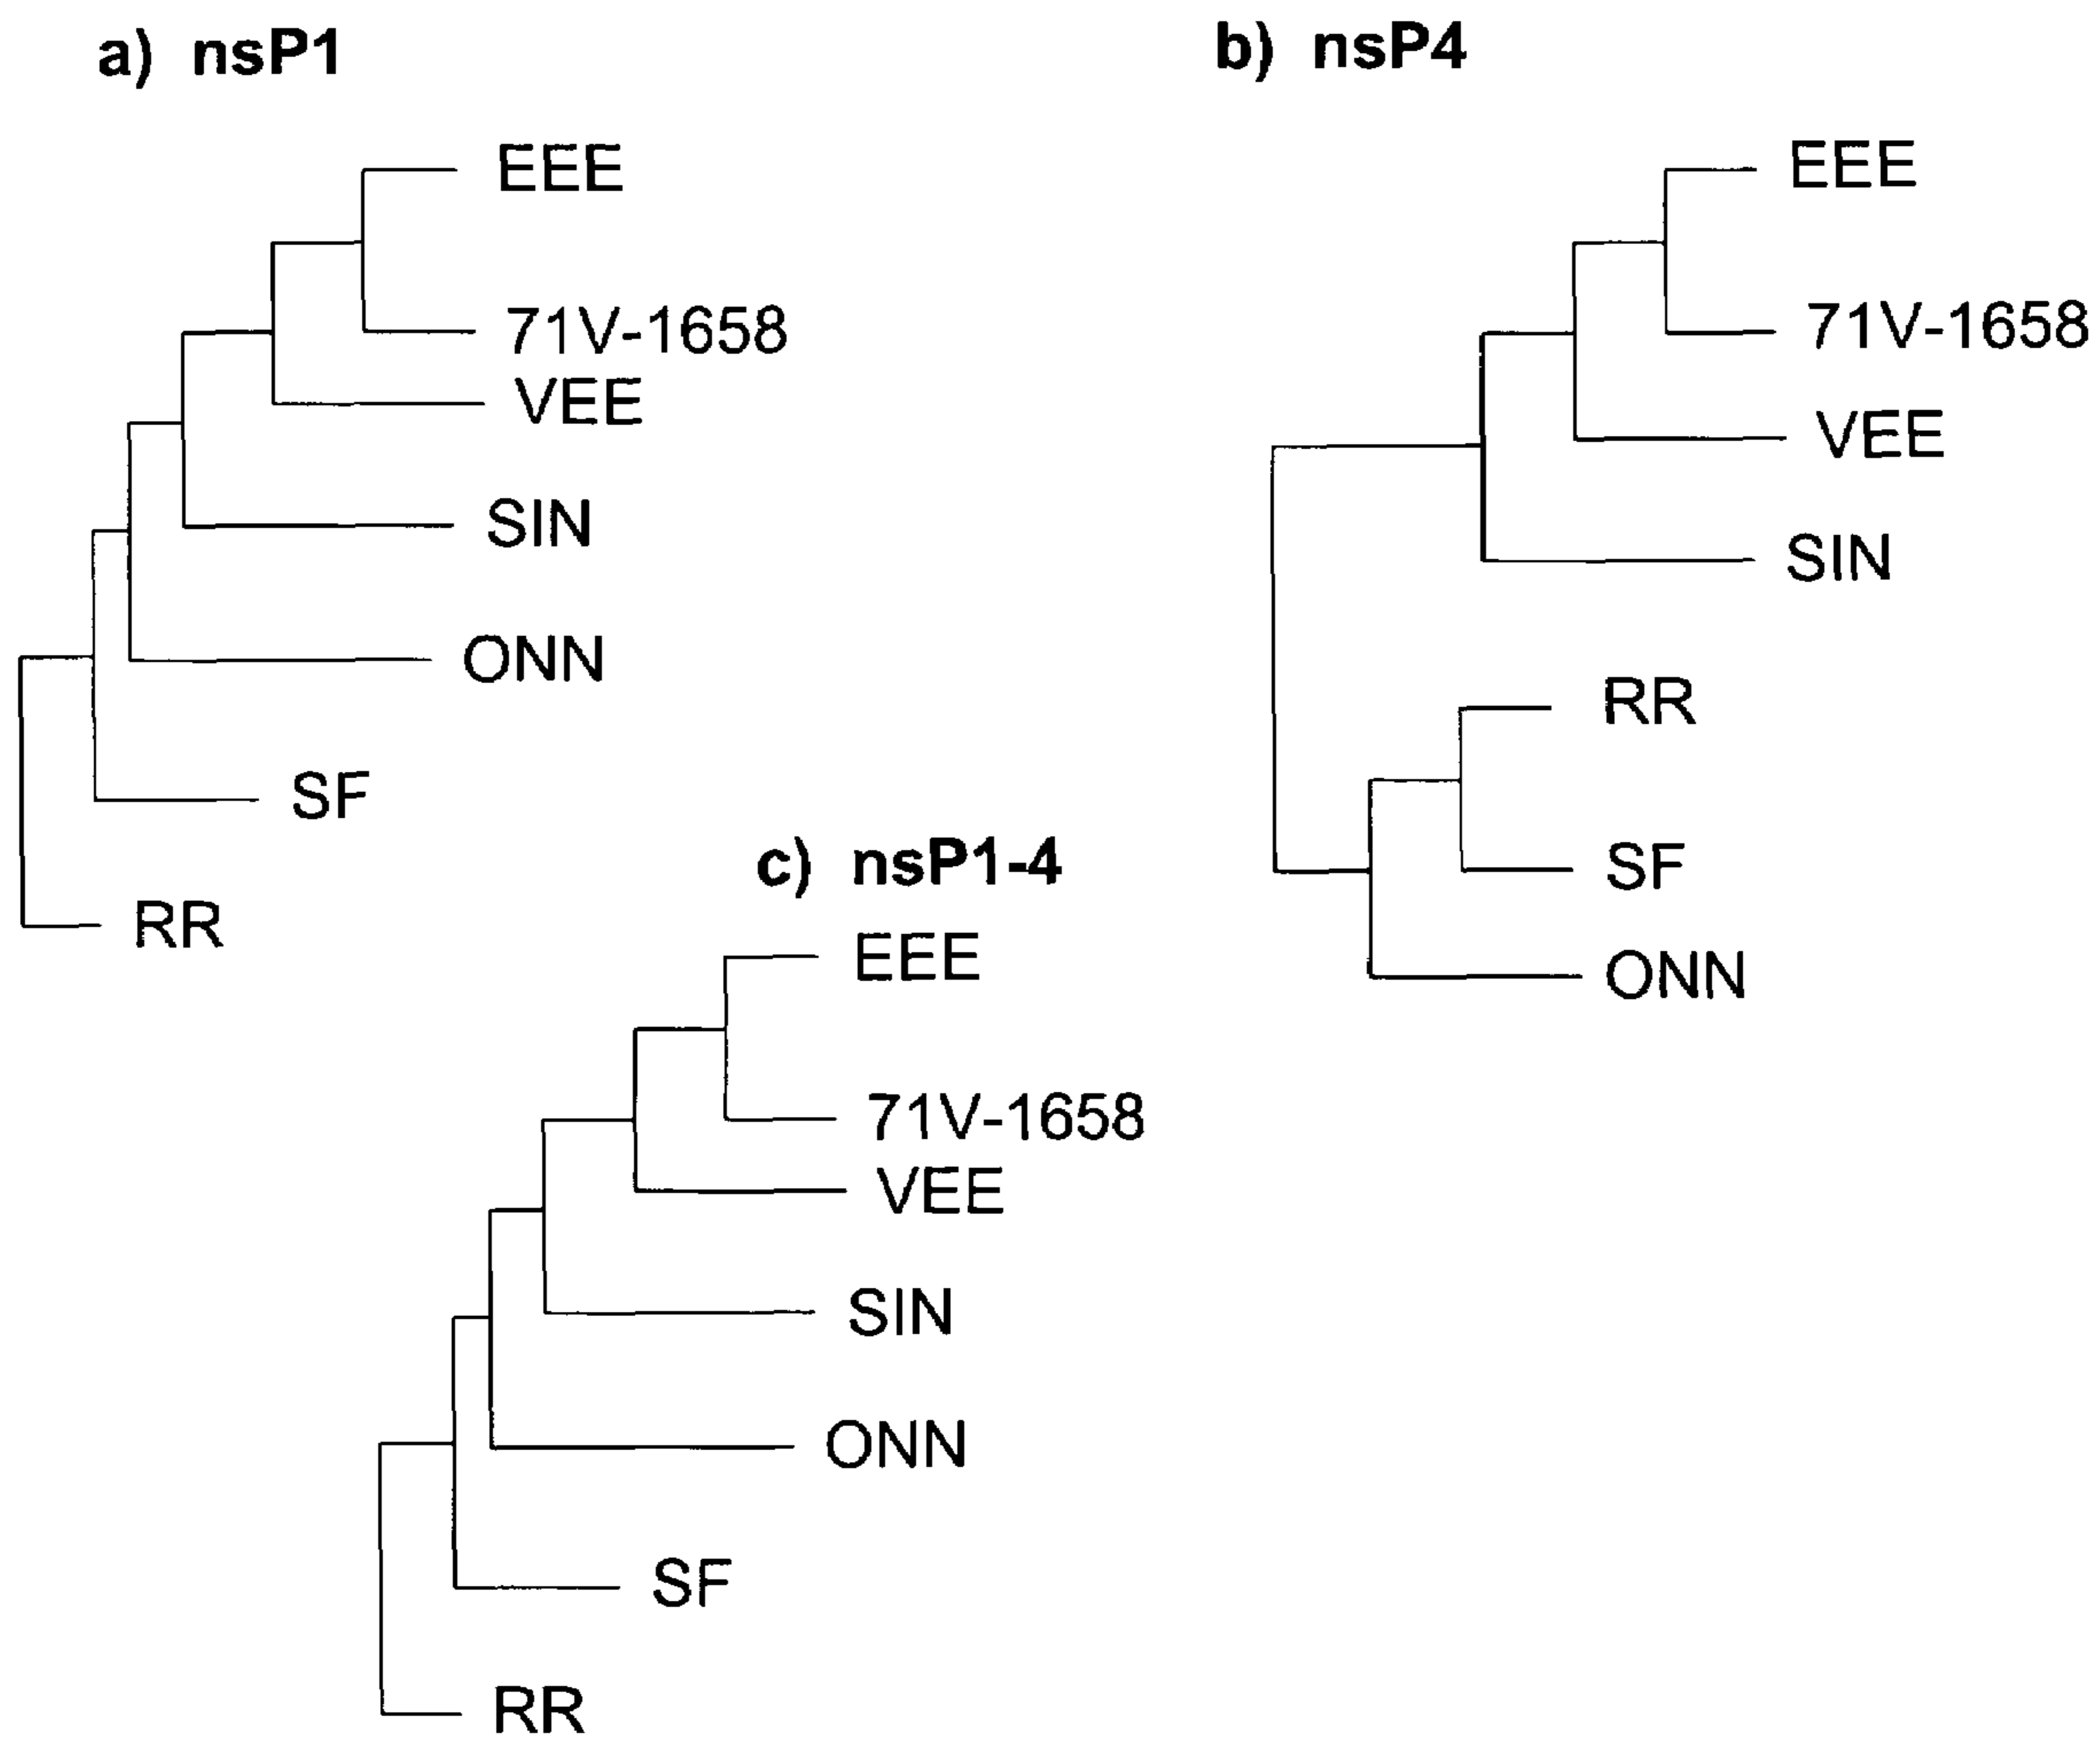 a) nsP1
EEE
71V-1658
VEE
SIN
ONN
SF
RR
b) nsP4
EEE
71V-1658
VEE
SIN
RR
SF
ONN
c) nsP1-4
EEE
71V-1658
VEE
SIN
ONN
SF
RR